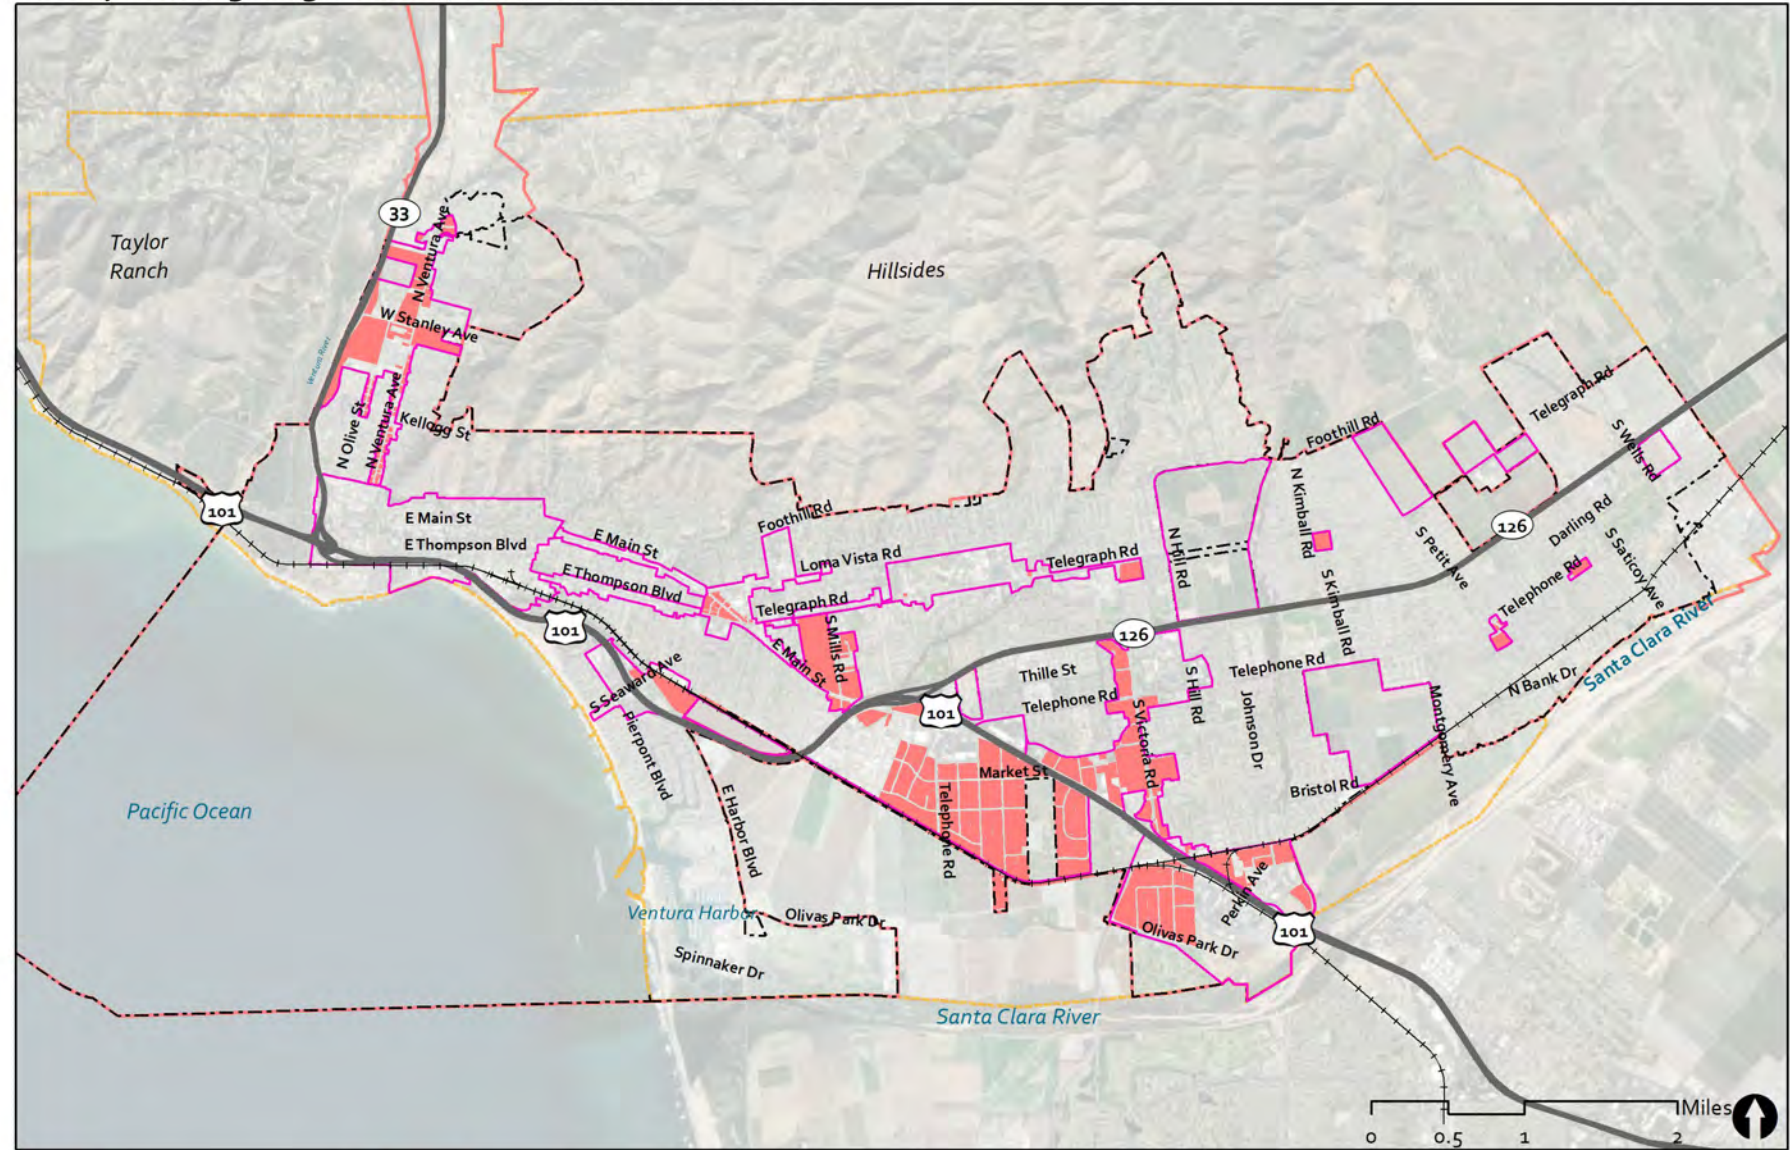 33
N Ventura Ave
Taylor
Ranch
Hillsides
W Stanley Ave
Ventura River
N Olive St
N Ventura Ave
Kellogg St
Telegraph Rd
Foothill Rd
S Wells Rd
101
E Main St
E Thompson Blvd
E Main St
Foothill Rd
Loma Vista Rd
Telegraph Rd
N Hill Rd
N Kimball Rd
126
Darling Rd
S Petit Ave
S Saticoy Ave
Telephone Rd
E Thompson Blvd
Telegraph Rd
S Kimball Rd
101
126
S Mills Rd
E Main St
S Seaward Ave
Thille St
Telephone Rd
Telephone Rd
S Hill Rd
N Bank Dr
Santa Clara River
101
S Victoria Rd
Johnson Dr
Montgomery Ave
Pierpont Blvd
Market St
Bristol Rd
Pacific Ocean
E Harbor Blvd
Telephone Rd
Perkin Ave
Ventura Harbor
Olivas Park Dr
Olivas Park Dr
101
Spinnaker Dr
Santa Clara River
Miles
0 0.5 1 2